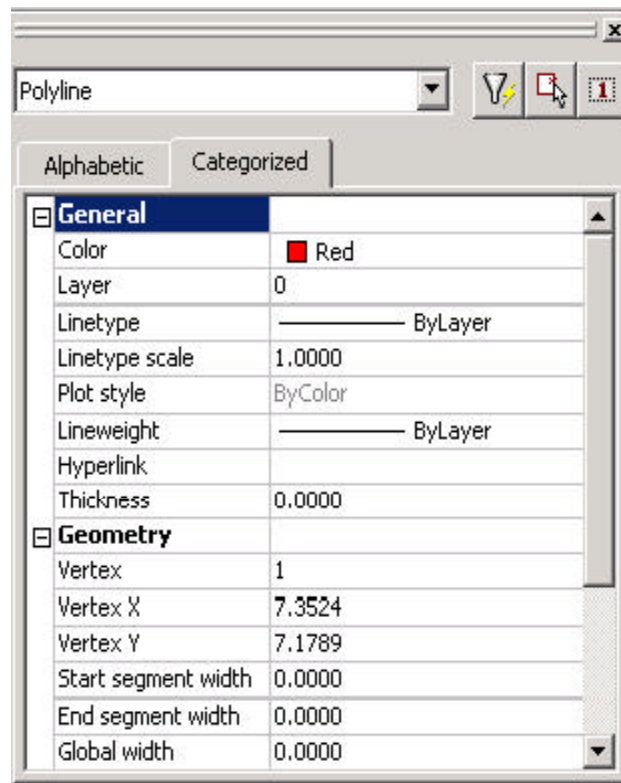 Polyline
1
Alphabetic Categorized
General
Color Red
Layer 0
Linetype ByLayer
Linetype scale 1.0000
Plot style ByColor
Lineweight ByLayer
Hyperlink
Thickness 0.0000
Geometry
Vertex 1
Vertex X 7.3524
Vertex Y 7.1789
Start segment width 0.0000
End segment width 0.0000
Global width 0.0000